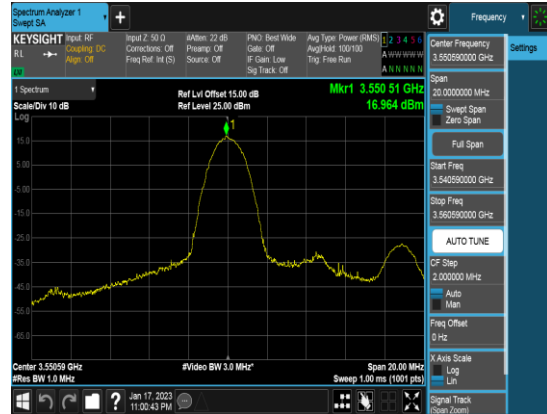 Spectrum Analyzer 1
Swept SA
+
Frequency
KEYSIGHT
RL
Input: RF
Coupling: DC
Align: Off
Input Z: 50 Ω
Corrections: Off
Freq Ref: Int (S)
#Atten: 22 dB
Preamp: Off
Source: Off
PNO: Best Wide
Gate: Off
IF Gain: Low
Sig Track: Off
Avg Type: Power (RMS)
Avg|Hold: 100/100
Trig: Free Run
1 2 3 4 5 6
A W W W W W
A N N N N N
LXI
1 Spectrum
Scale/Div 10 dB
Ref Lvl Offset 15.00 dB
Ref Level 25.00 dBm
Mkr1 3.550 51 GHz
16.964 dBm
Log
1
15.0
5.00
-5.00
-15.0
-25.0
-35.0
-45.0
-55.0
-65.0
Center 3.55059 GHz
#Res BW 1.0 MHz
#Video BW 3.0 MHz*
Span 20.00 MHz
Sweep 1.00 ms (1001 pts)
Jan 17, 2023
11:00:43 PM
?
Center Frequency
3.550590000 GHz
Settings
Span
20.0000000 MHz
Swept Span
Zero Span
Full Span
Start Freq
3.540590000 GHz
Stop Freq
3.560590000 GHz
AUTO TUNE
CF Step
2.000000 MHz
Auto
Man
Freq Offset
0 Hz
X Axis Scale
Log
Lin
Signal Track
(Span Zoom)